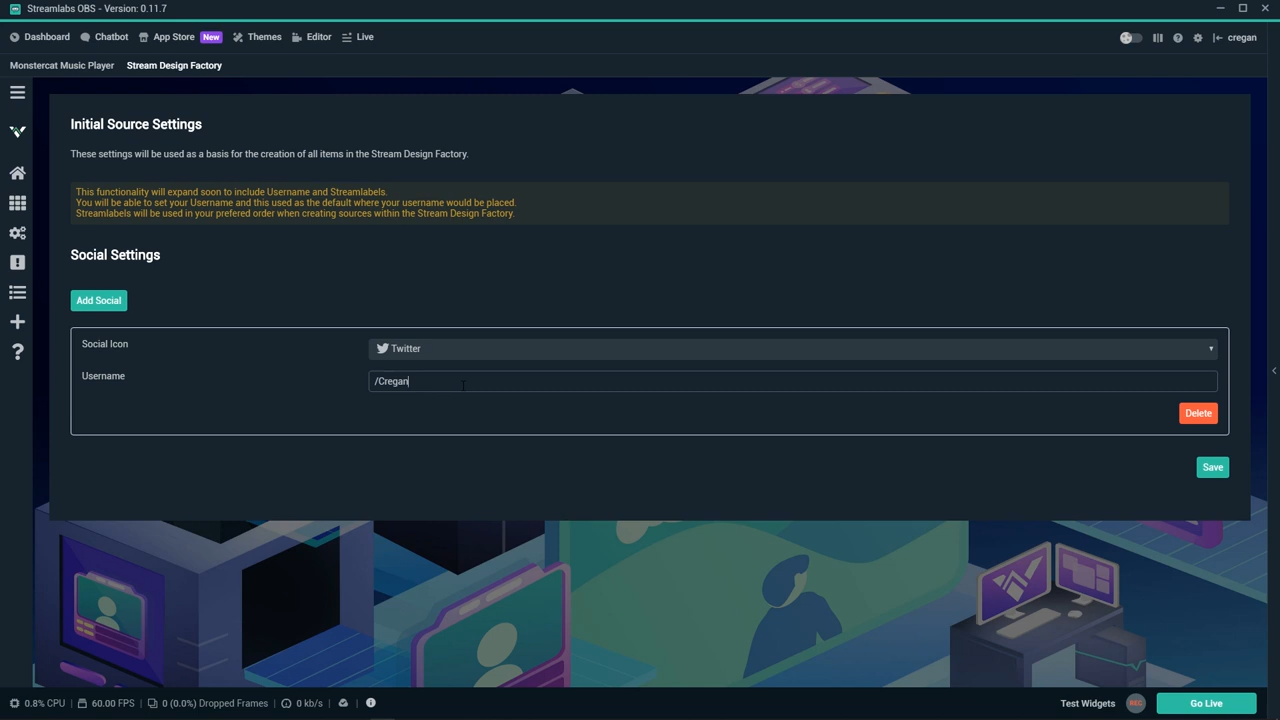 Streamlabs OBS - Version: 0.11.7
Dashboard Chatbot App Store New Themes Editor Live cregan
Monstercat Music Player Stream Design Factory
Initial Source Settings
These settings will be used as a basis for the creation of all items in the Stream Design Factory.
This functionality will expand soon to include Username and Streamlabels.
You will be able to set your Username and this used as the default where your username would be placed.
Streamlabels will be used in your prefered order when creating sources within the Stream Design Factory.
Social Settings
Add Social
Social Icon Twitter
Username /Cregan
Delete
Save
0.8% CPU 60.00 FPS 0 (0.0%) Dropped Frames 0 kb/s Test Widgets REC Go Live